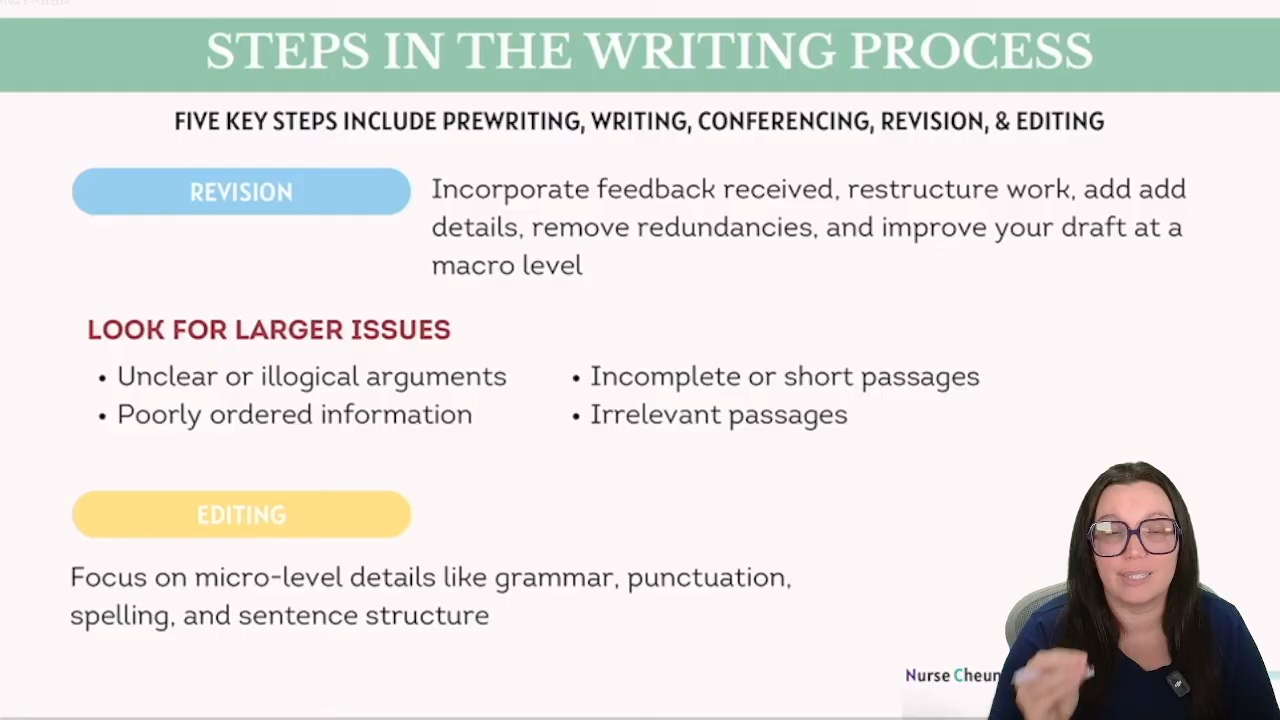 STEPS IN THE WRITING PROCESS
FIVE KEY STEPS INCLUDE PREWRITING, WRITING, CONFERENCING, REVISION, & EDITING
REVISION
Incorporate feedback received, restructure work, add add
details, remove redundancies, and improve your draft at a
macro level
LOOK FOR LARGER ISSUES
• Unclear or illogical arguments
• Poorly ordered information
• Incomplete or short passages
• Irrelevant passages
EDITING
Focus on micro-level details like grammar, punctuation,
spelling, and sentence structure
Nurse Cheun